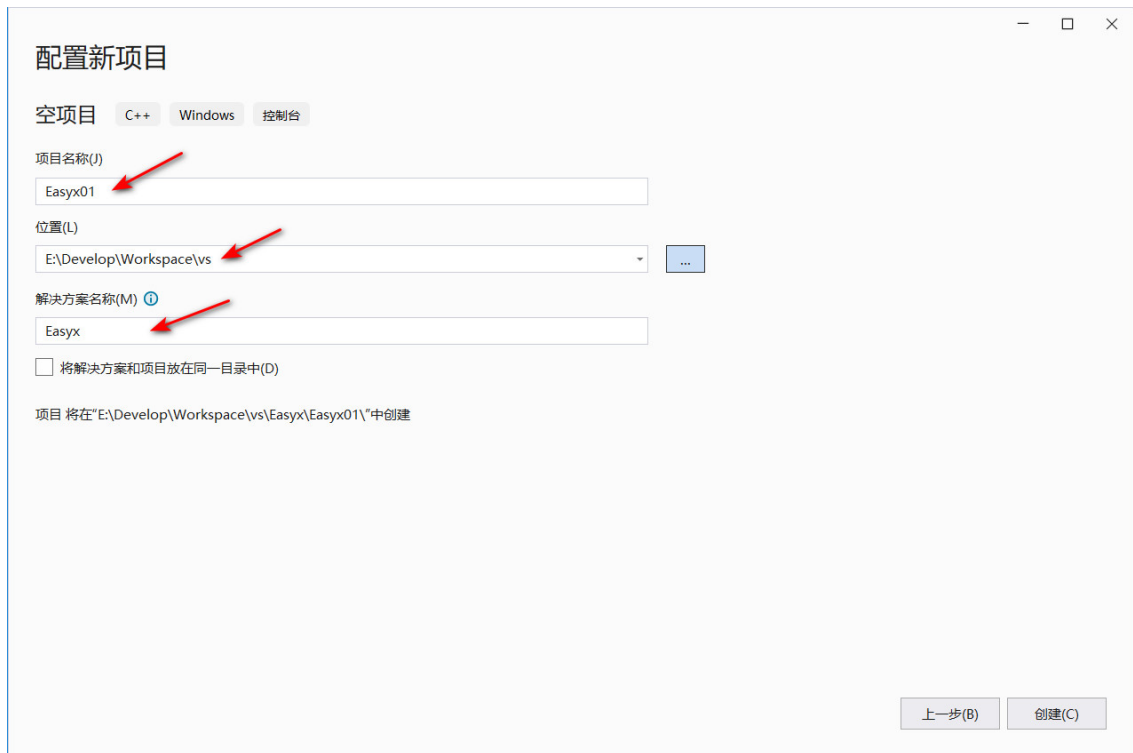 配置新项目
空项目 C++ Windows 控制台
项目名称(J)
Easyx01
位置(L)
E:\Develop\Workspace\vs
...
解决方案名称(M)
Easyx
将解决方案和项目放在同一目录中(D)
项目 将在“E:\Develop\Workspace\vs\Easyx\Easyx01\”中创建
上一步(B) 创建(C)